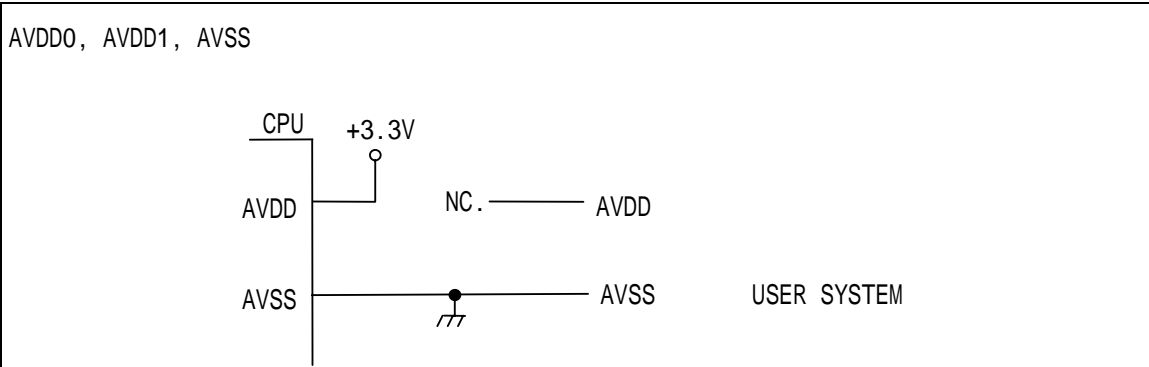 AVDD0, AVDD1, AVSS
CPU
+3.3V
AVDD
NC.
AVDD
AVSS
AVSS
USER SYSTEM